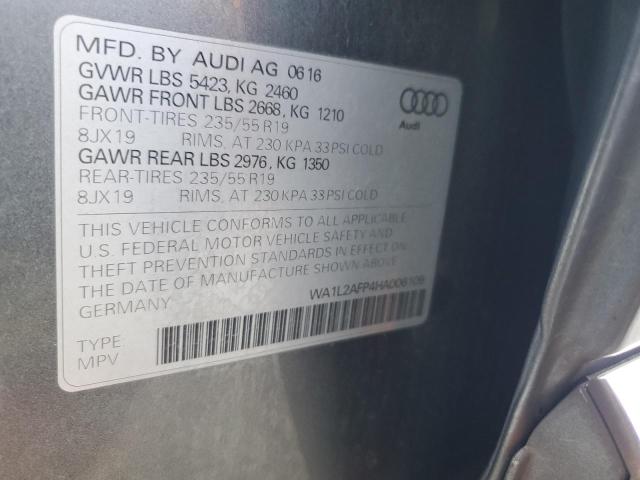 MFD. BY AUDI AG 06 16
GVWR LBS 5423, KG 2460
GAWR FRONT LBS 2668, KG 1210
FRONT-TIRES 235/55 R19
8JX19 RIMS, AT 230 KPA 33 PSI COLD
GAWR REAR LBS 2976, KG 1350
REAR-TIRES 235/55 R19
8JX19 RIMS, AT 230 KPA 33 PSI COLD
Audi
THIS VEHICLE CONFORMS TO ALL APPLICABLE
U.S. FEDERAL MOTOR VEHICLE SAFETY AND
THEFT PREVENTION STANDARDS IN EFFECT ON
THE DATE OF MANUFACTURE SHOWN ABOVE.
GERMANY
WA1L2AFP4HA006109
TYPE
MPV